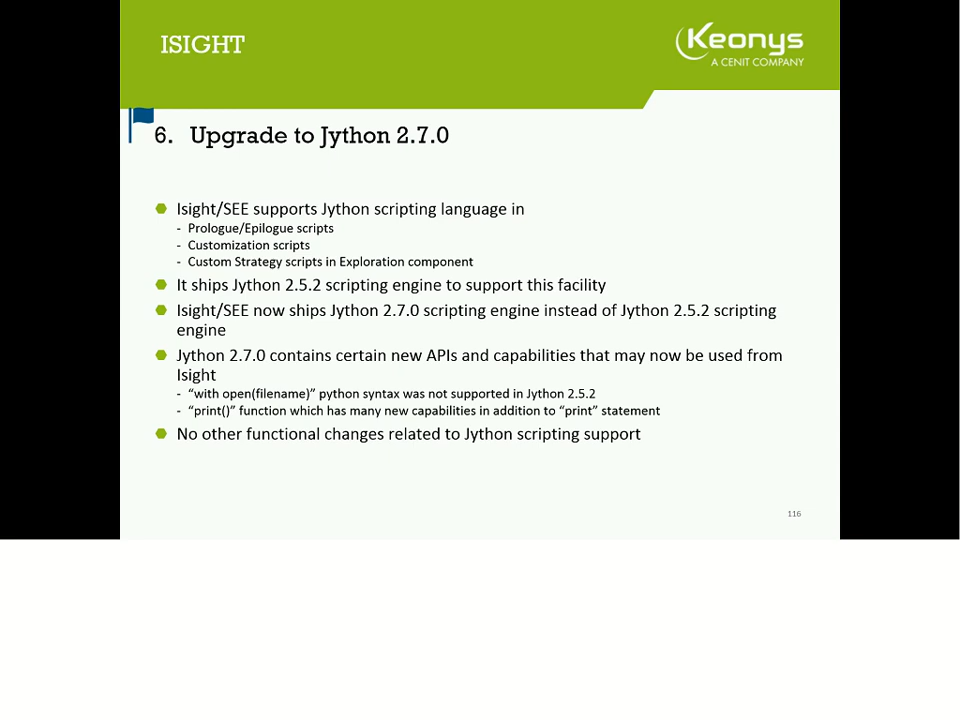 ISIGHT
Keonys
A CENIT COMPANY
6. Upgrade to Jython 2.7.0
Isight/SEE supports Jython scripting language in
- Prologue/Epilogue scripts
- Customization scripts
- Custom Strategy scripts in Exploration component
It ships Jython 2.5.2 scripting engine to support this facility
Isight/SEE now ships Jython 2.7.0 scripting engine instead of Jython 2.5.2 scripting
engine
Jython 2.7.0 contains certain new APIs and capabilities that may now be used from
Isight
- “with open(filename)” python syntax was not supported in Jython 2.5.2
- “print()” function which has many new capabilities in addition to “print” statement
No other functional changes related to Jython scripting support
116